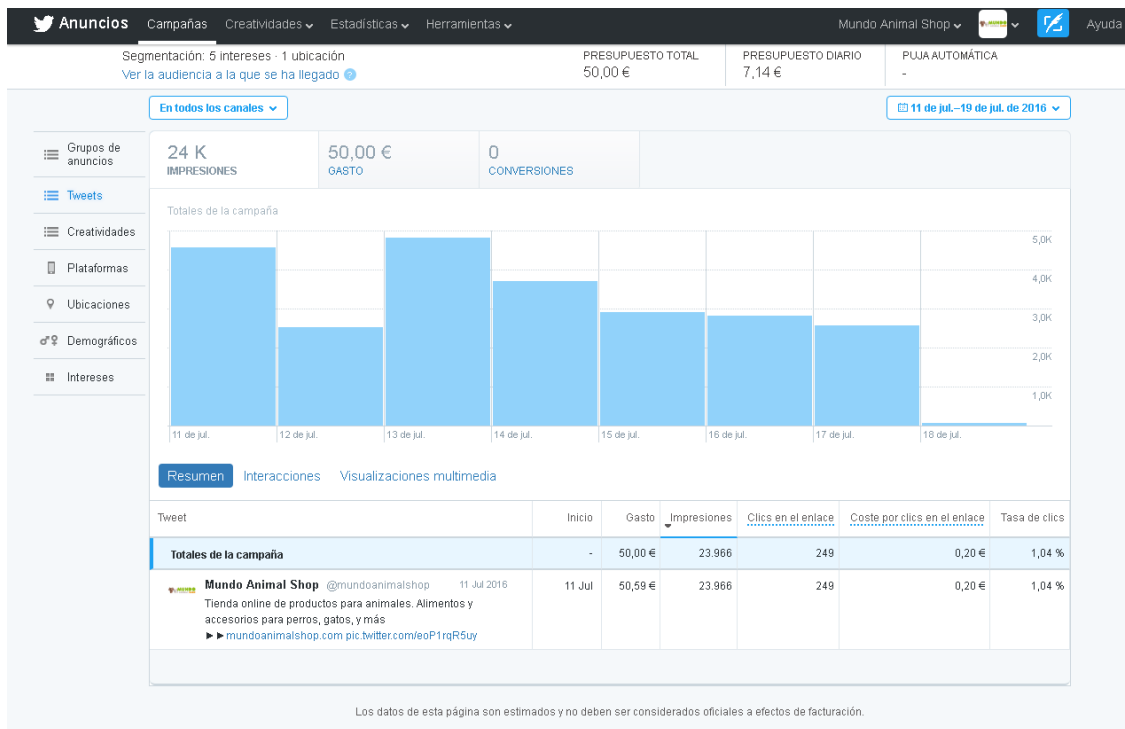 Anuncios Campañas Creatividades Estadísticas Herramientas Mundo Animal Shop Ayuda
Segmentación: 5 intereses · 1 ubicación
Ver la audiencia a la que se ha llegado ?
PRESUPUESTO TOTAL PRESUPUESTO DIARIO PUJA AUTOMÁTICA
50,00 € 7,14 € -
En todos los canales 11 de jul.–19 de jul. de 2016
Grupos de anuncios
Tweets
Creatividades
Plataformas
Ubicaciones
Demográficos
Intereses
24 K 50,00 € 0
IMPRESIONES GASTO CONVERSIONES
Totales de la campaña
5,0K
4,0K
3,0K
2,0K
1,0K
11 de jul. 12 de jul. 13 de jul. 14 de jul. 15 de jul. 16 de jul. 17 de jul. 18 de jul.
Resumen Interacciones Visualizaciones multimedia
Tweet Inicio Gasto Impresiones Clics en el enlace Coste por clics en el enlace Tasa de clics
Totales de la campaña - 50,00 € 23.966 249 0,20 € 1,04 %
Mundo Animal Shop @mundoanimalshop 11 Jul 2016 11 Jul 50,59 € 23.966 249 0,20 € 1,04 %
Tienda online de productos para animales. Alimentos y
accesorios para perros, gatos, y más
►►mundoanimalshop.com pic.twitter.com/eoP1rqR5uy
Los datos de esta página son estimados y no deben ser considerados oficiales a efectos de facturación.